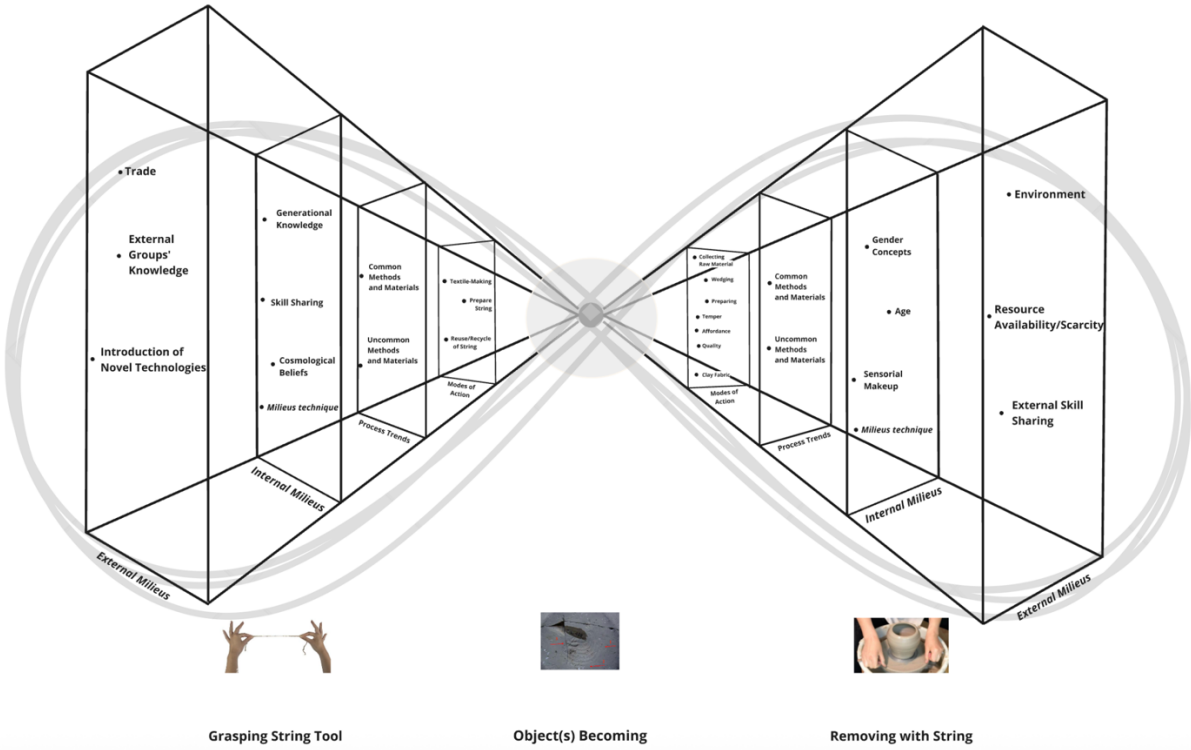 Trade
External
Groups'
Knowledge
Introduction of
Novel Technologies
External Milieus
Generational
Knowledge
Skill Sharing
Cosmological
Beliefs
Milieus technique
Internal Milieus
Common
Methods
and Materials
Uncommon
Methods
and Materials
Process Trends
Textile-Making
Prepare
String
Reuse/Recycle
of String
Modes of
Action
Collecting
Raw Material
Wedging
Preparing
Temper
Affordance
Quality
Clay Fabric
Modes of
Action
Common
Methods
and Materials
Uncommon
Methods
and Materials
Process Trends
Gender
Concepts
Age
Sensorial
Makeup
Milieus technique
Internal Milieus
Environment
Resource
Availability/Scarcity
External Skill
Sharing
External Milieus
Grasping String Tool
Object(s) Becoming
Removing with String